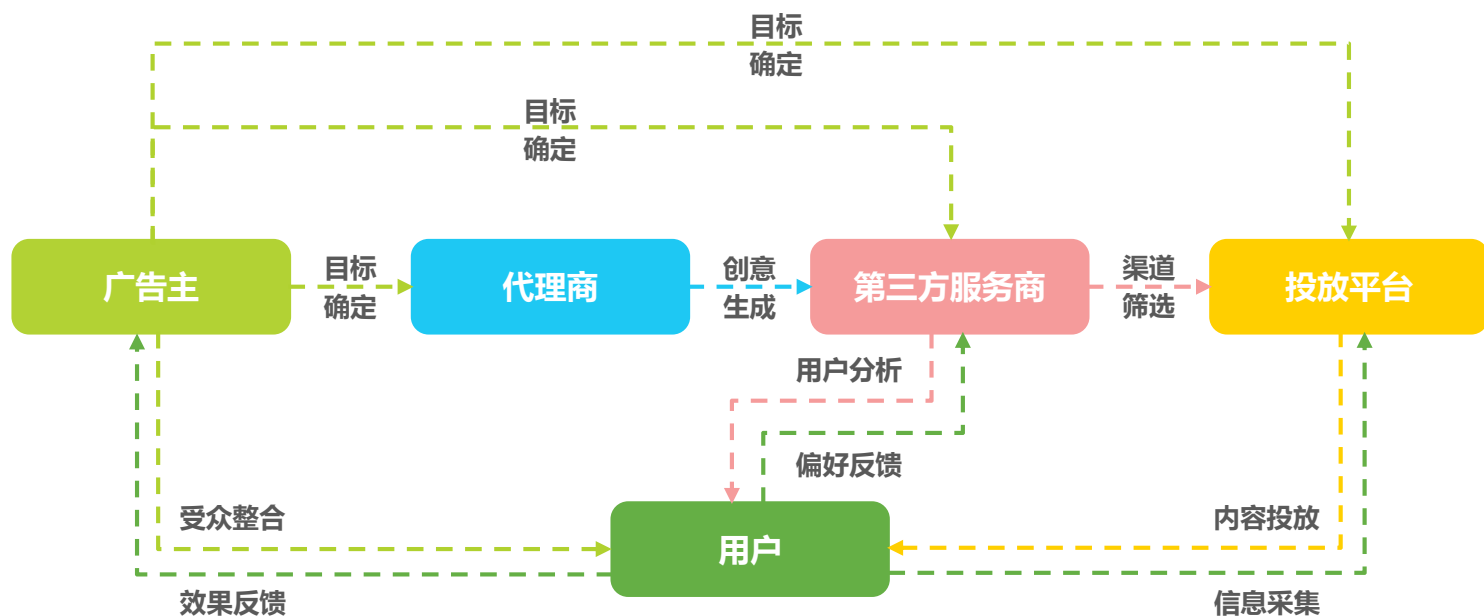 目标
确定
目标
确定
广告主
目标
确定
代理商
创意
生成
第三方服务商
渠道
筛选
投放平台
用户分析
偏好反馈
受众整合
用户
内容投放
效果反馈
信息采集